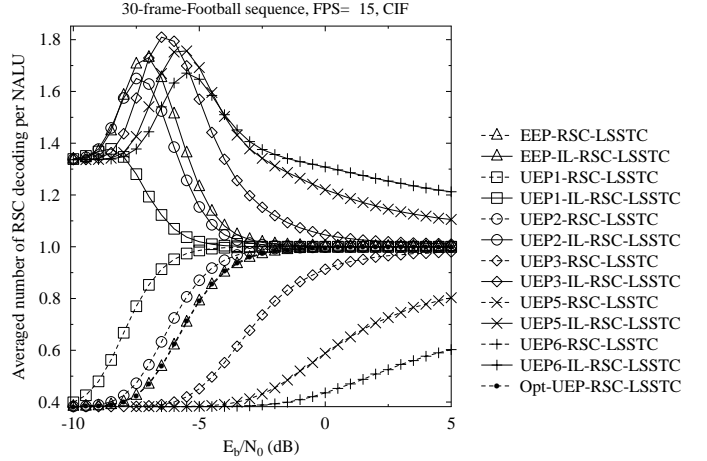 30-frame-Football sequence, FPS= 15, CIF
Averaged number of RSC decoding per NALU
1.8
1.6
1.4
1.2
1.0
0.8
0.6
0.4
-10
-5
0
5
E_b/N_0 (dB)
EEP-RSC-LSSTC
EEP-IL-RSC-LSSTC
UEP1-RSC-LSSTC
UEP1-IL-RSC-LSSTC
UEP2-RSC-LSSTC
UEP2-IL-RSC-LSSTC
UEP3-RSC-LSSTC
UEP3-IL-RSC-LSSTC
UEP5-RSC-LSSTC
UEP5-IL-RSC-LSSTC
UEP6-RSC-LSSTC
UEP6-IL-RSC-LSSTC
Opt-UEP-RSC-LSSTC